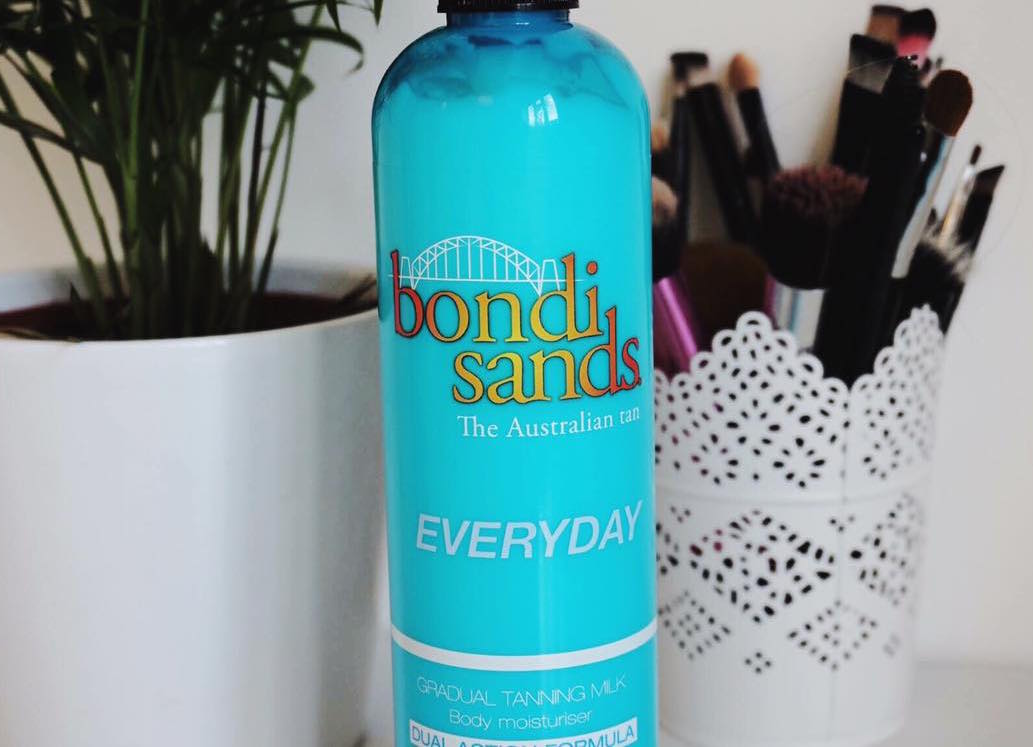 bondi
sands
The Australian tan
EVERYDAY
GRADUAL TANNING MILK
Body moisturiser
DUAL ACTION FORMULA